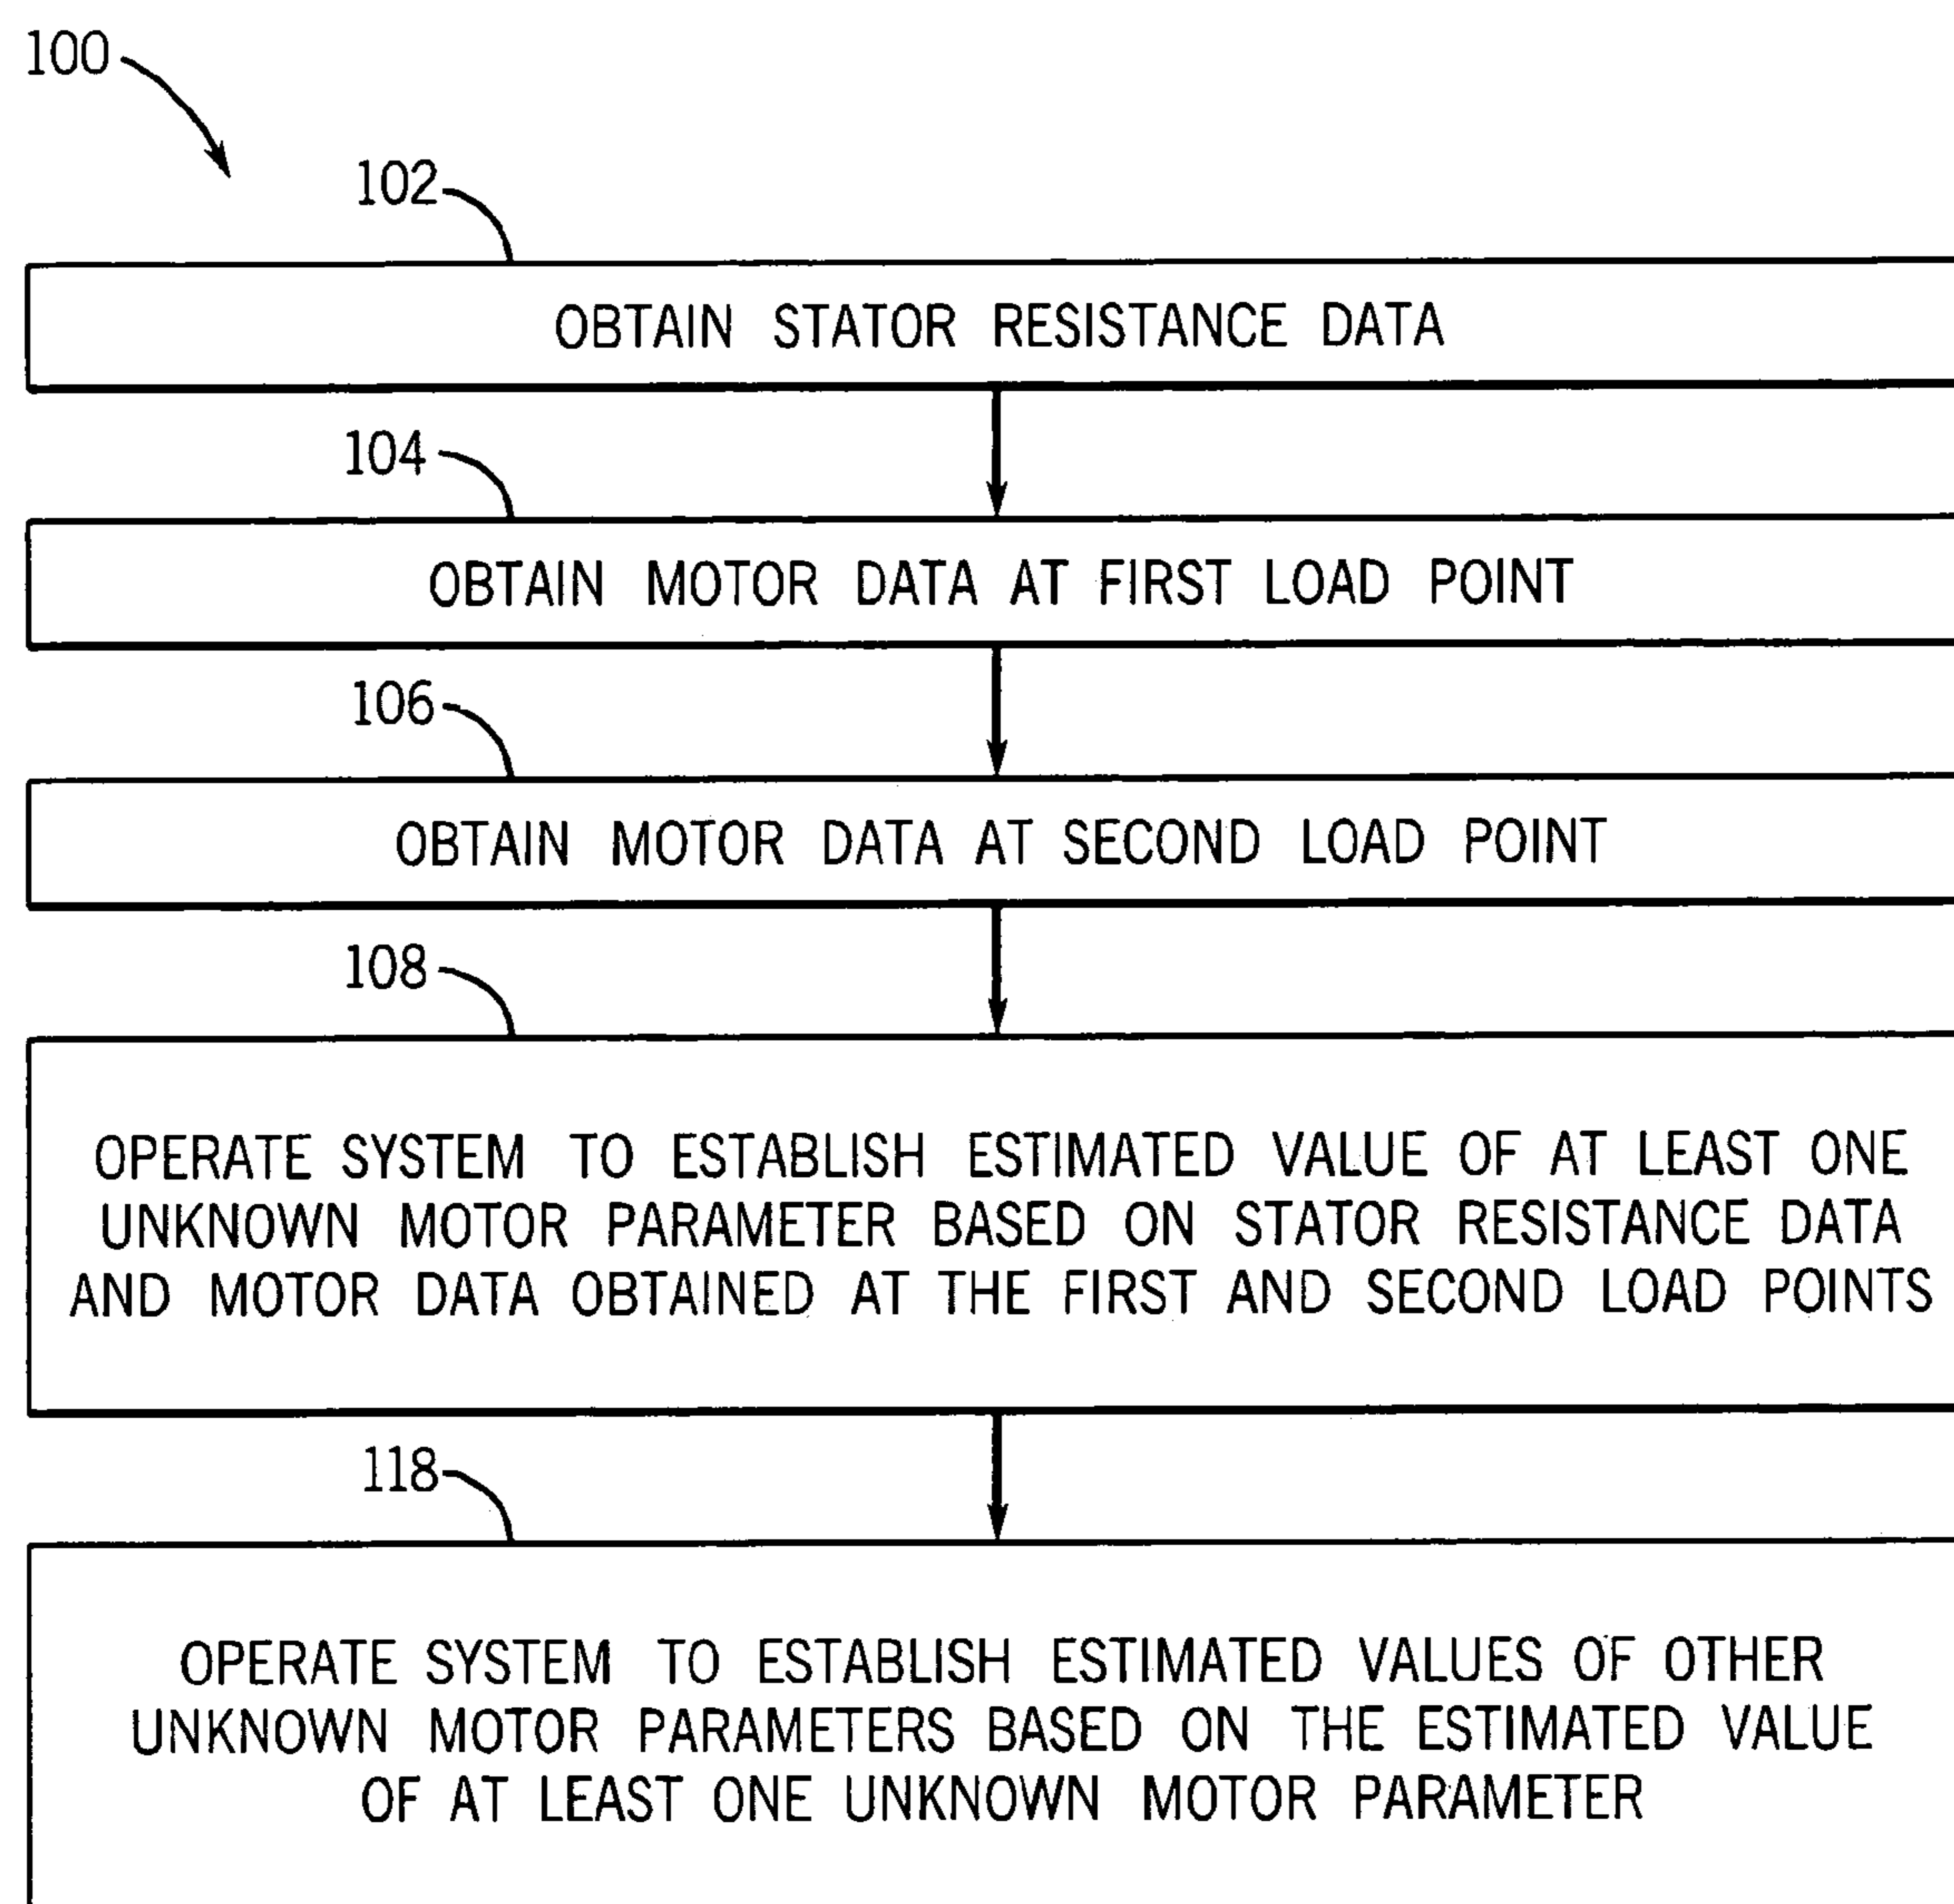 100
102
OBTAIN STATOR RESISTANCE DATA
104
OBTAIN MOTOR DATA AT FIRST LOAD POINT
106
OBTAIN MOTOR DATA AT SECOND LOAD POINT
108
OPERATE SYSTEM TO ESTABLISH ESTIMATED VALUE OF AT LEAST ONE
UNKNOWN MOTOR PARAMETER BASED ON STATOR RESISTANCE DATA
AND MOTOR DATA OBTAINED AT THE FIRST AND SECOND LOAD POINTS
118
OPERATE SYSTEM TO ESTABLISH ESTIMATED VALUES OF OTHER
UNKNOWN MOTOR PARAMETERS BASED ON THE ESTIMATED VALUE
OF AT LEAST ONE UNKNOWN MOTOR PARAMETER